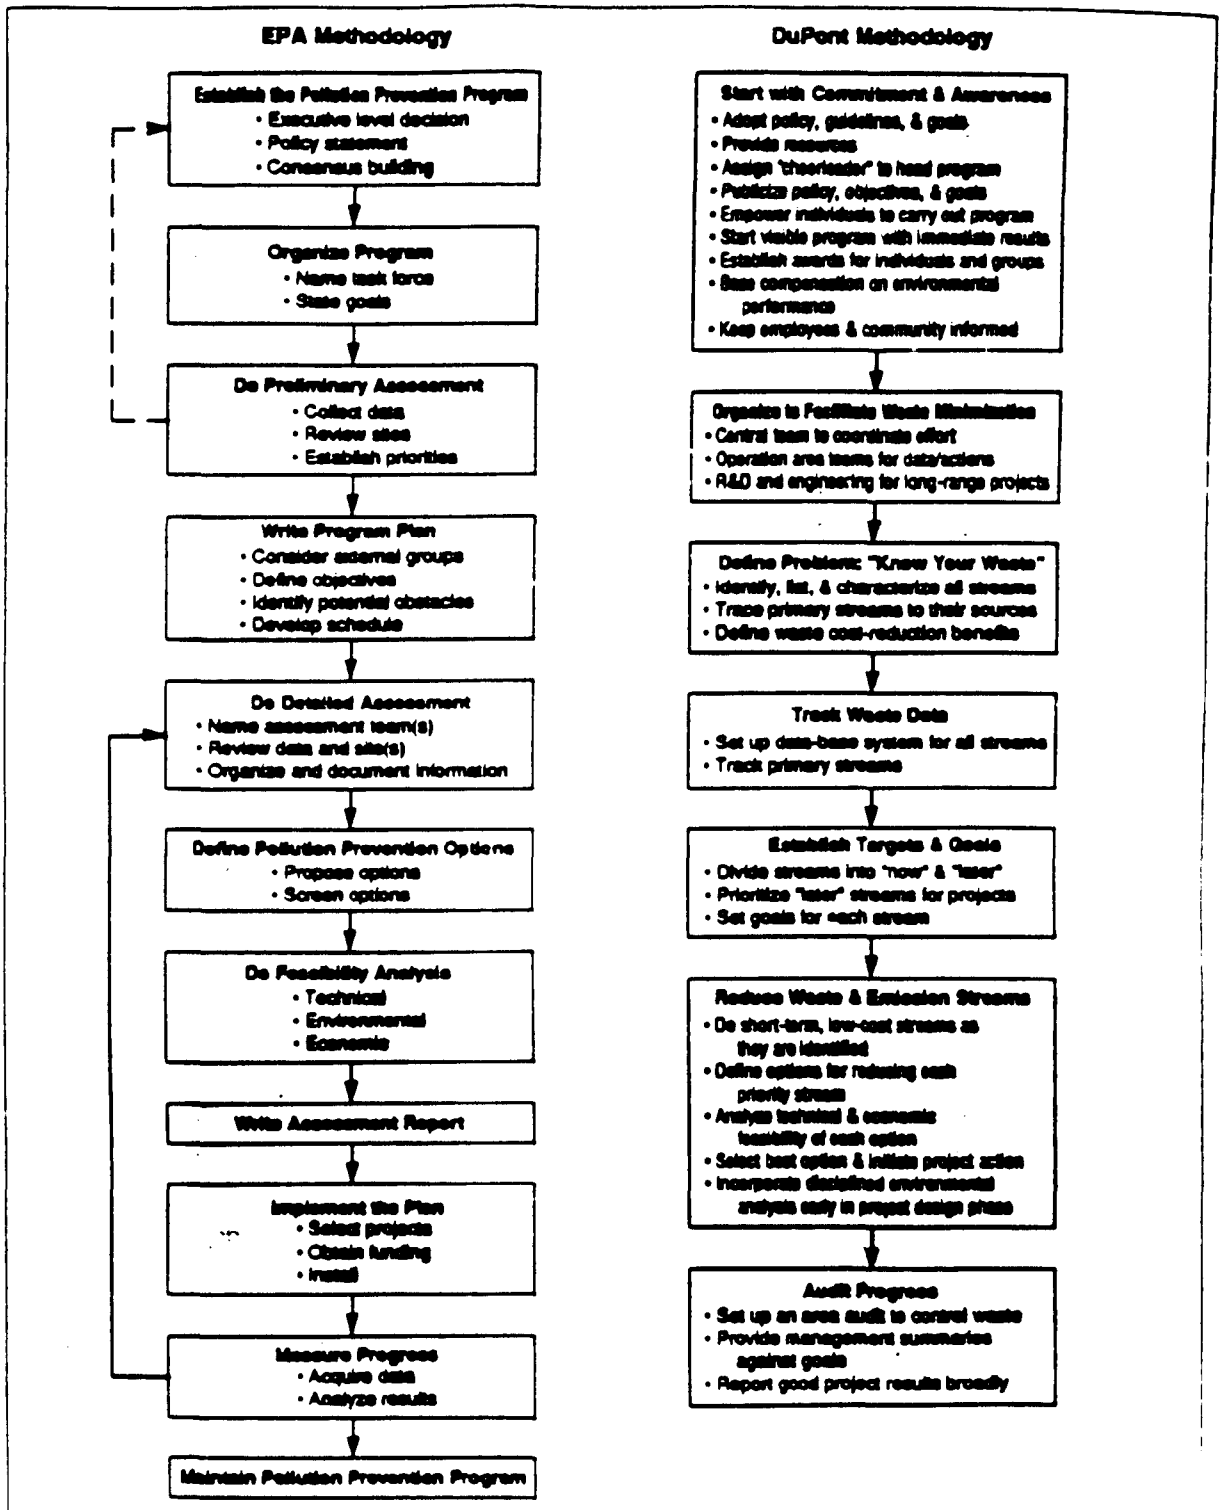 EPA Methodology
Establish the Pollution Prevention Program
• Executive level decision
• Policy statement
• Consensus building
Organize Program
• Name task force
• State goals
Do Preliminary Assessment
• Collect data
• Review sites
• Establish priorities
Write Program Plan
• Consider external groups
• Define objectives
• Identify potential obstacles
• Develop schedule
Do Detailed Assessment
• Name assessment team(s)
• Review data and site(s)
• Organize and document information
Define Pollution Prevention Options
• Propose options
• Screen options
Do Feasibility Analysis
• Technical
• Environmental
• Economic
Write Assessment Report
Implement the Plan
• Select projects
• Obtain funding
• Install
Measure Progress
• Acquire data
• Analyze results
Maintain Pollution Prevention Program
DuPont Methodology
Start with Commitment & Awareness
• Adopt policy, guidelines, & goals
• Provide resources
• Assign "cheerleader" to head program
• Publicize policy, objectives, & goals
• Empower individuals to carry out program
• Start visible program with immediate results
• Establish awards for individuals and groups
• Base compensation on environmental
performance
• Keep employees & community informed
Organize to Facilitate Waste Minimization
• Central team to coordinate effort
• Operation area teams for data/actions
• R&D and engineering for long-range projects
Define Problem: "Know Your Waste"
• Identify, list, & characterize all streams
• Trace primary streams to their sources
• Define waste cost-reduction benefits
Track Waste Data
• Set up data-base system for all streams
• Track primary streams
Establish Targets & Goals
• Divide streams into "now" & "later"
• Prioritize "later" streams for projects
• Set goals for each stream
Reduce Waste & Emission Streams
• Do short-term, low-cost streams as
they are identified
• Define options for reducing each
priority stream
• Analyze technical & economic
feasibility of each option
• Select best option & initiate project action
• Incorporate disciplined environmental
analysis early in project design phase
Audit Progress
• Set up an area audit to control waste
• Provide management summaries
against goals
• Report good project results broadly